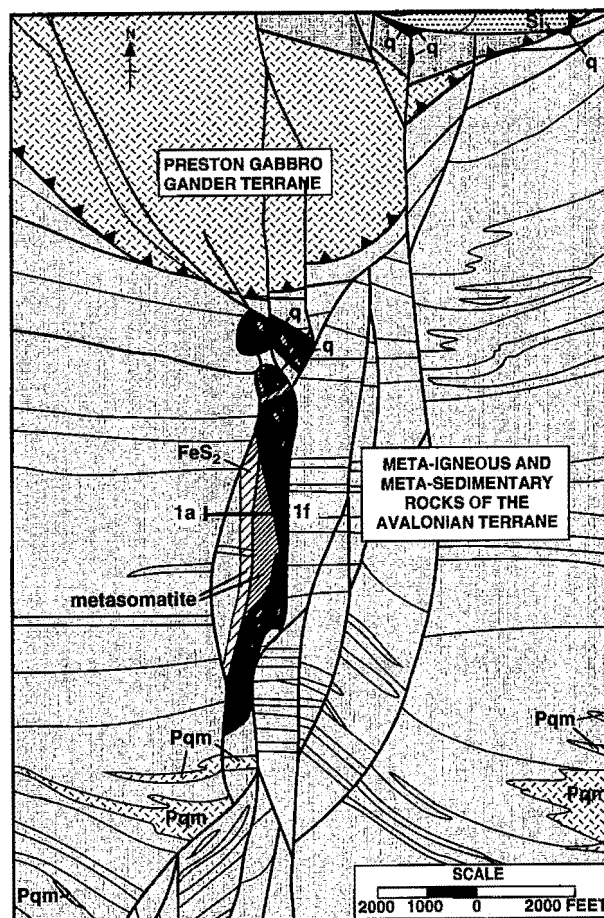 Si
q
q
q
N
PRESTON GABBRO
GANDER TERRANE
q
q
FeS₂
META-IGNEOUS AND
META-SEDIMENTARY
ROCKS OF THE
AVALONIAN TERRANE
1a
1f
metasomatite
Pqm
Pqm
Pqm
Pqm
Pqm
SCALE
2000 1000 0 2000 FEET